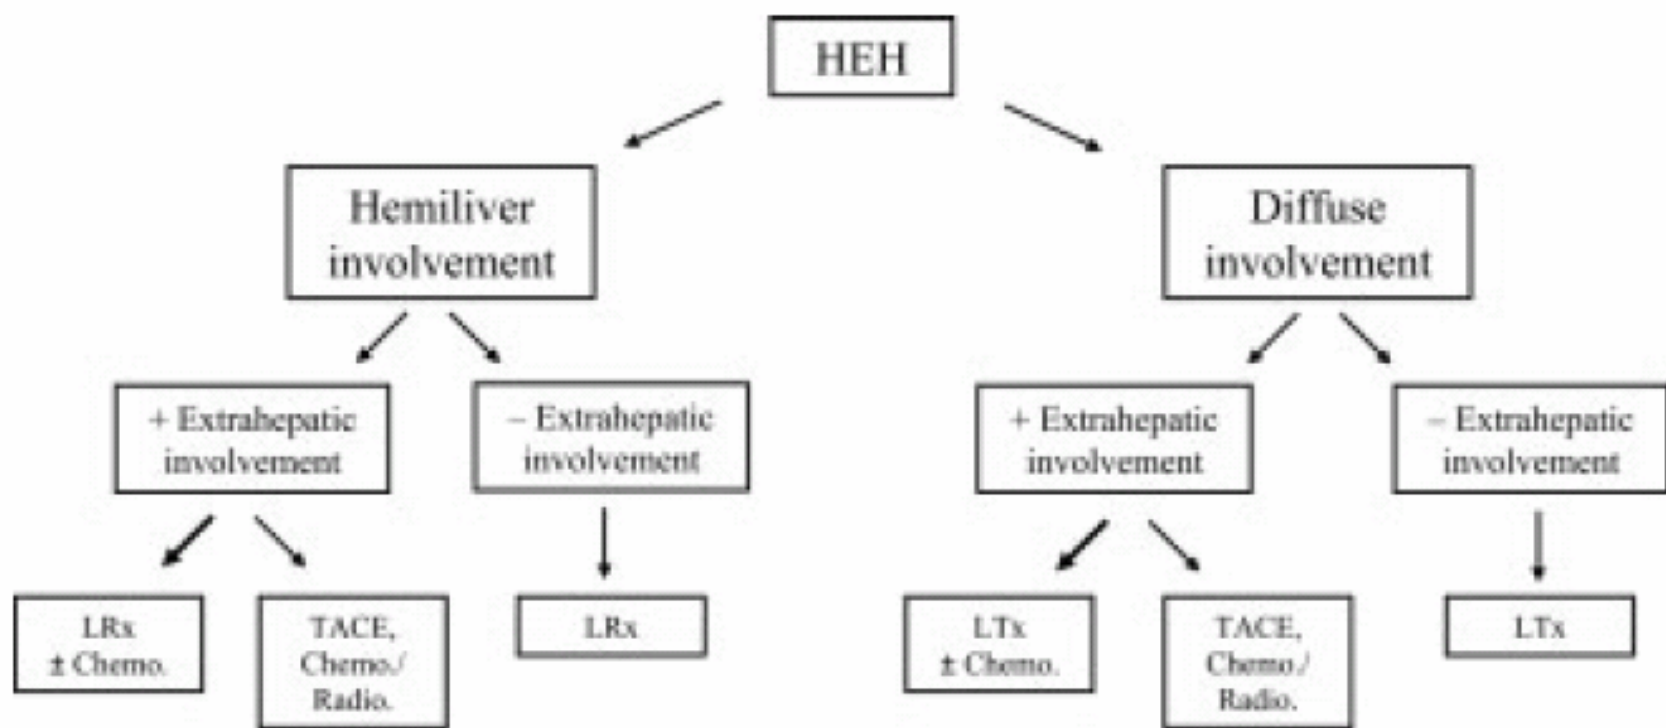 HEH
Hemiliver
involvement
Diffuse
involvement
+ Extrahepatic
involvement
– Extrahepatic
involvement
+ Extrahepatic
involvement
– Extrahepatic
involvement
LRx
± Chemo.
TACE,
Chemo./
Radio.
LRx
LTx
± Chemo.
TACE,
Chemo./
Radio.
LTx